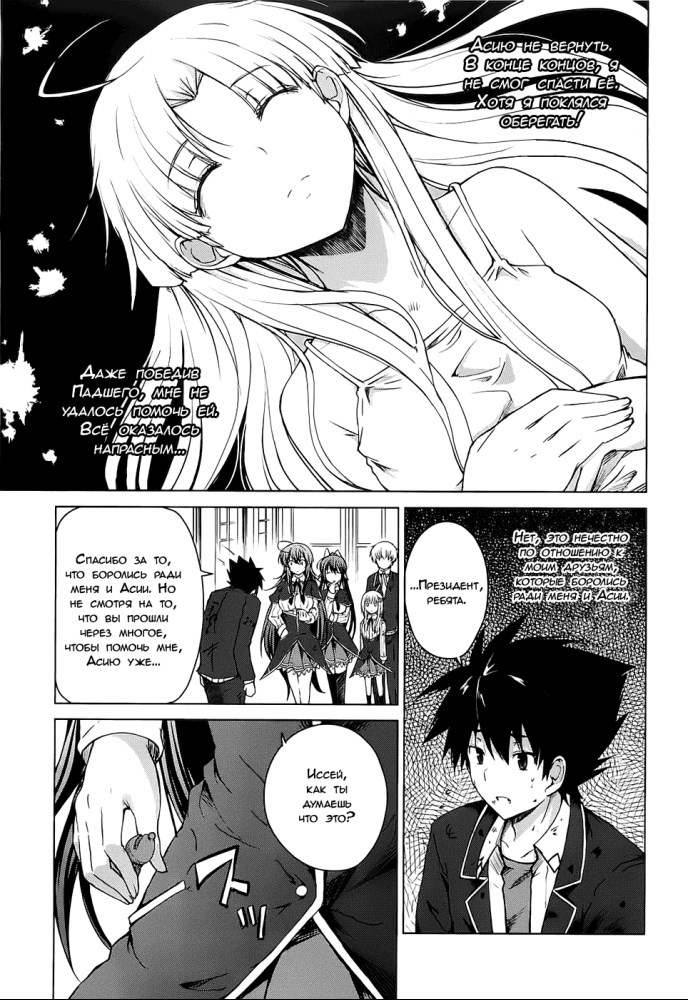 Асию не вернуть.
В конце концов, я
не смог спасти её.
Хотя я поклялся
оберегать!
Даже победив
Падшего, мне не
удалось помочь ей.
Всё оказалось
напрасным...
Нет, это нечестно
по отношению к
моим друзьям,
которые боролись
ради меня и Асии.
...Президент,
ребята.
Спасибо за то,
что боролись ради
меня и Асии. Но
не смотря на то,
что вы прошли
через многое,
чтобы помочь мне,
Асию уже...
Иссей,
как ты
думаешь
что это?